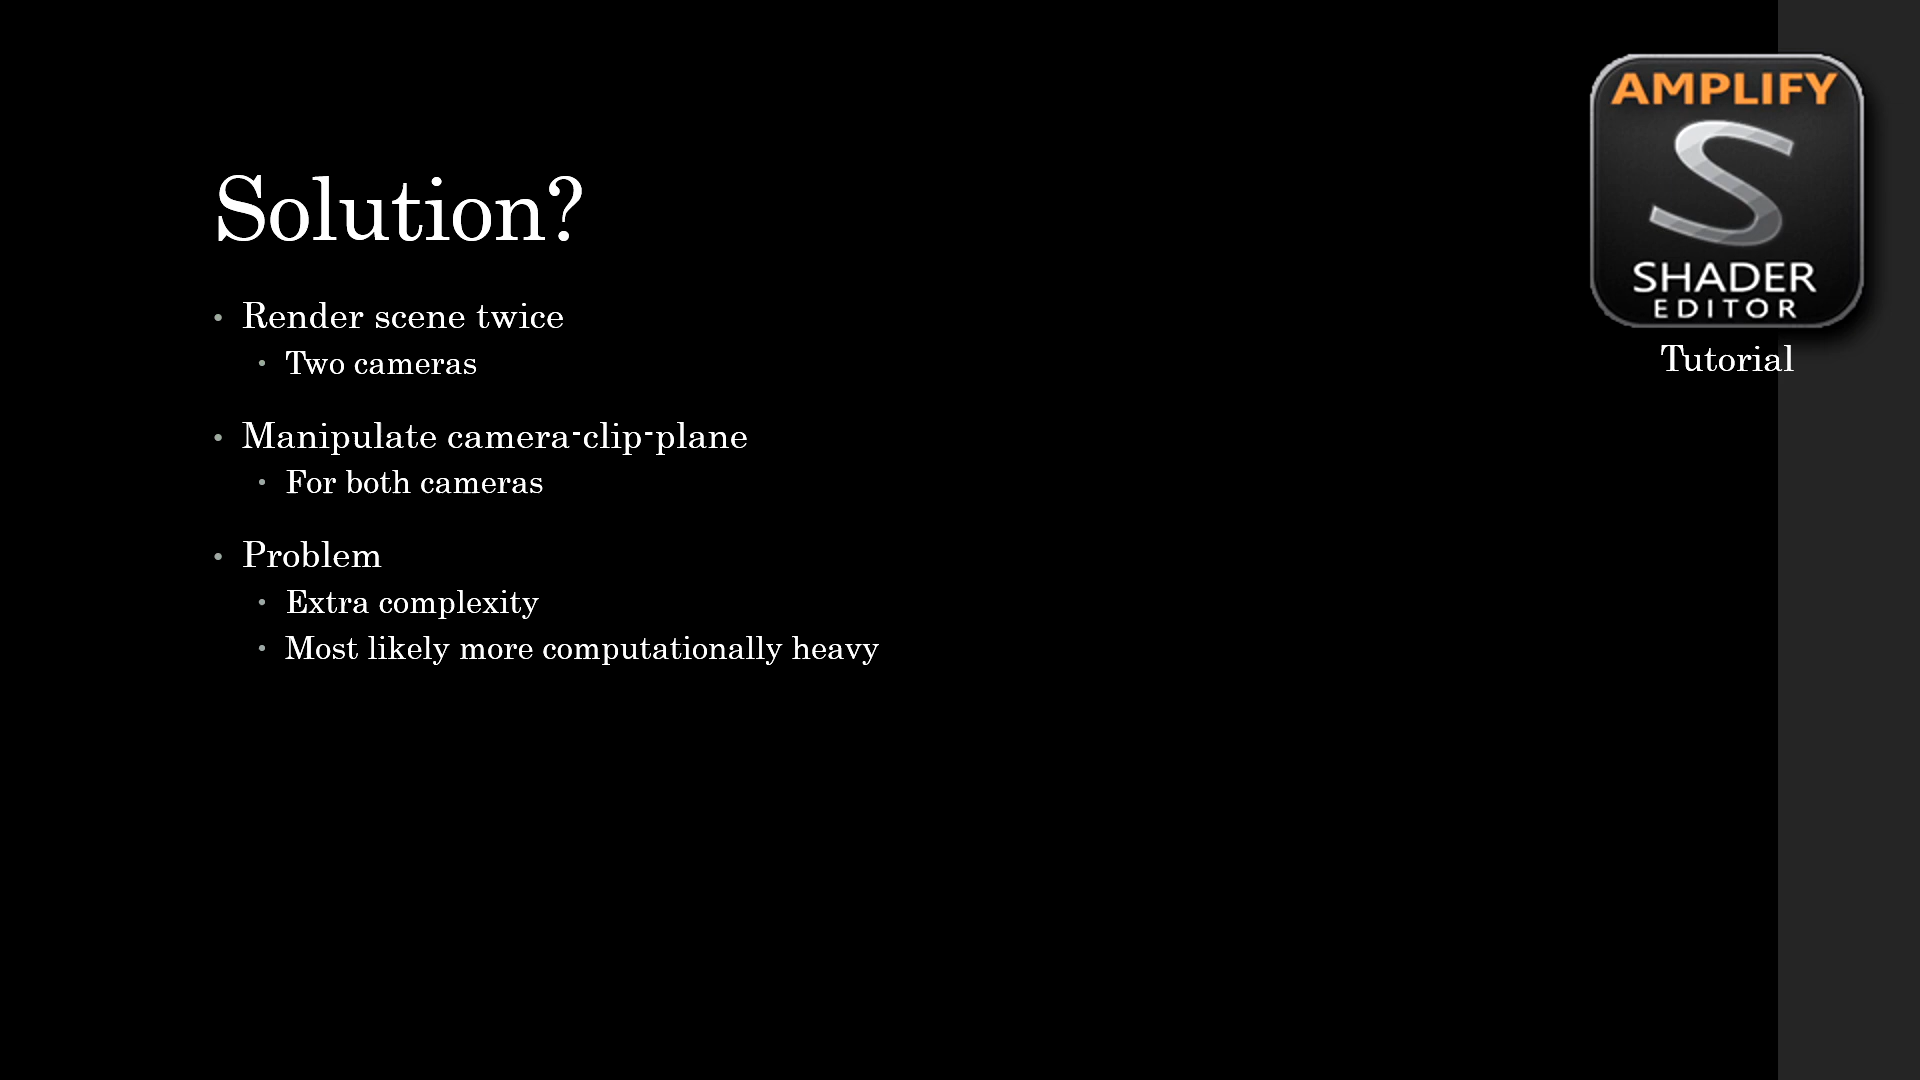 Solution?
• Render scene twice
• Two cameras
• Manipulate camera-clip-plane
• For both cameras
• Problem
• Extra complexity
• Most likely more computationally heavy
AMPLIFY
S
SHADER
EDITOR
Tutorial